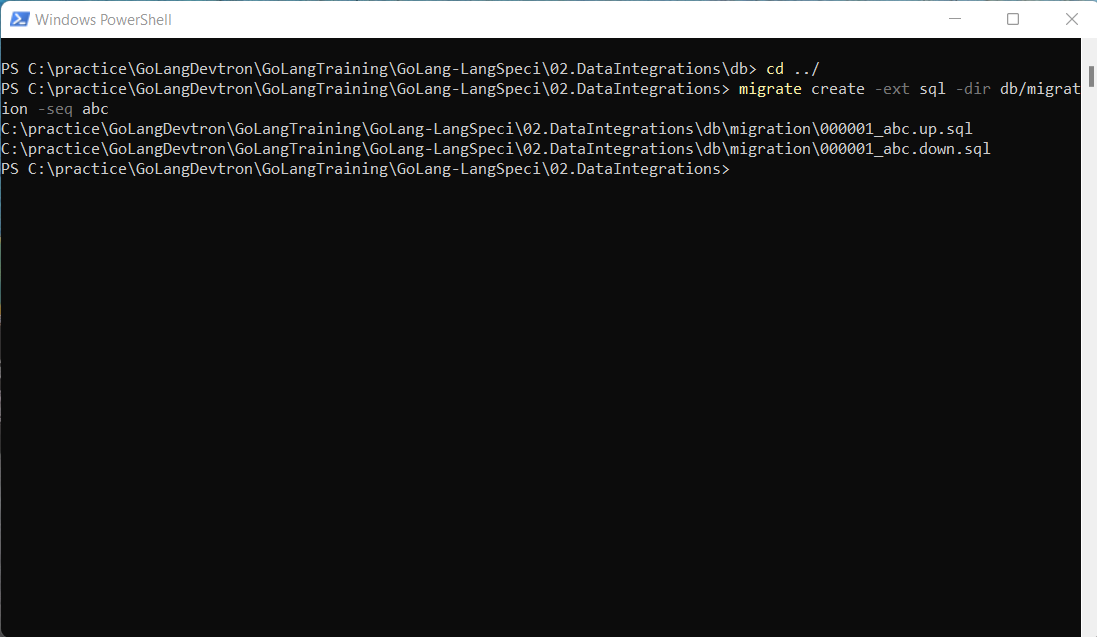 Windows PowerShell
PS C:\practice\GoLangDevtron\GoLangTraining\GoLang-LangSpeci\02.DataIntegrations\db> cd ../
PS C:\practice\GoLangDevtron\GoLangTraining\GoLang-LangSpeci\02.DataIntegrations> migrate create -ext sql -dir db/migrat
ion -seq abc
C:\practice\GoLangDevtron\GoLangTraining\GoLang-LangSpeci\02.DataIntegrations\db\migration\000001_abc.up.sql
C:\practice\GoLangDevtron\GoLangTraining\GoLang-LangSpeci\02.DataIntegrations\db\migration\000001_abc.down.sql
PS C:\practice\GoLangDevtron\GoLangTraining\GoLang-LangSpeci\02.DataIntegrations>